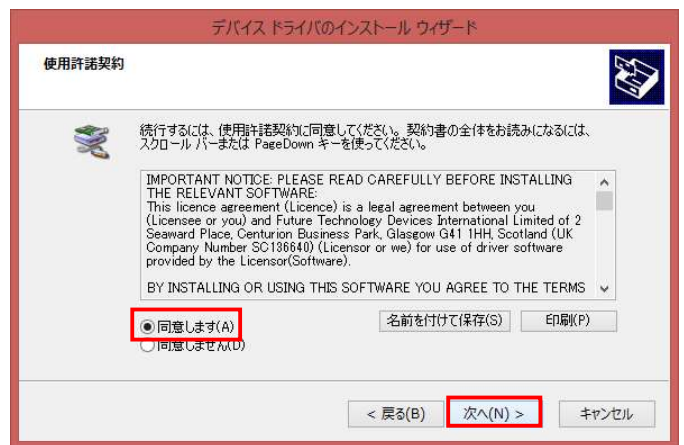 デバイス ドライバのインストール ウィザード
使用許諾契約
続行するには、使用許諾契約に同意してください。契約書の全体をお読みになるには、
スクロール バーまたは PageDown キーを使ってください。
IMPORTANT NOTICE: PLEASE READ CAREFULLY BEFORE INSTALLING
THE RELEVANT SOFTWARE:
This licence agreement (Licence) is a legal agreement between you
(Licensee or you) and Future Technology Devices International Limited of 2
Seaward Place, Centurion Business Park, Glasgow G41 1HH, Scotland (UK
Company Number SC136640) (Licensor or we) for use of driver software
provided by the Licensor(Software).
BY INSTALLING OR USING THIS SOFTWARE YOU AGREE TO THE TERMS
同意します(A)
名前を付けて保存(S)
印刷(P)
同意しません(D)
< 戻る(B)
次へ(N) >
キャンセル